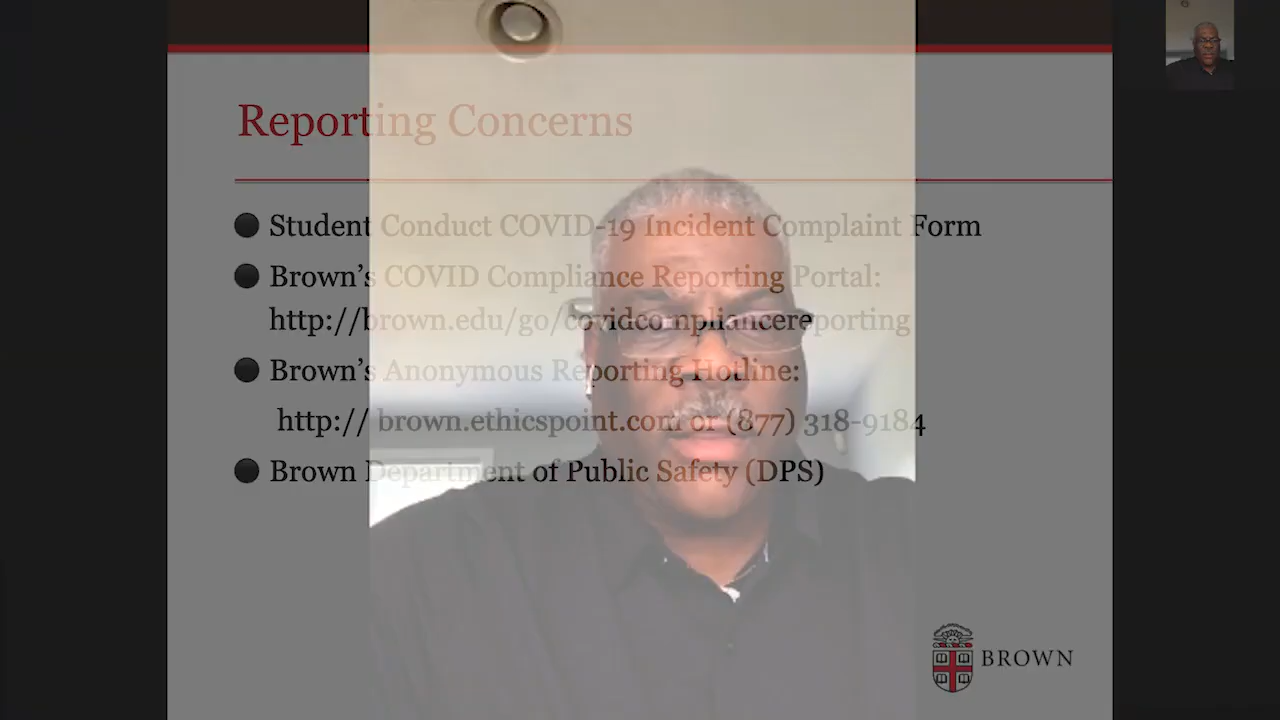 Reporting Concerns
Student Conduct COVID-19 Incident Complaint Form
Brown's COVID Compliance Reporting Portal:
http://brown.edu/go/covidcompliancereporting
Brown's Anonymous Reporting Hotline:
http:// brown.ethicspoint.com or (877) 318-9184
Brown Department of Public Safety (DPS)
BROWN